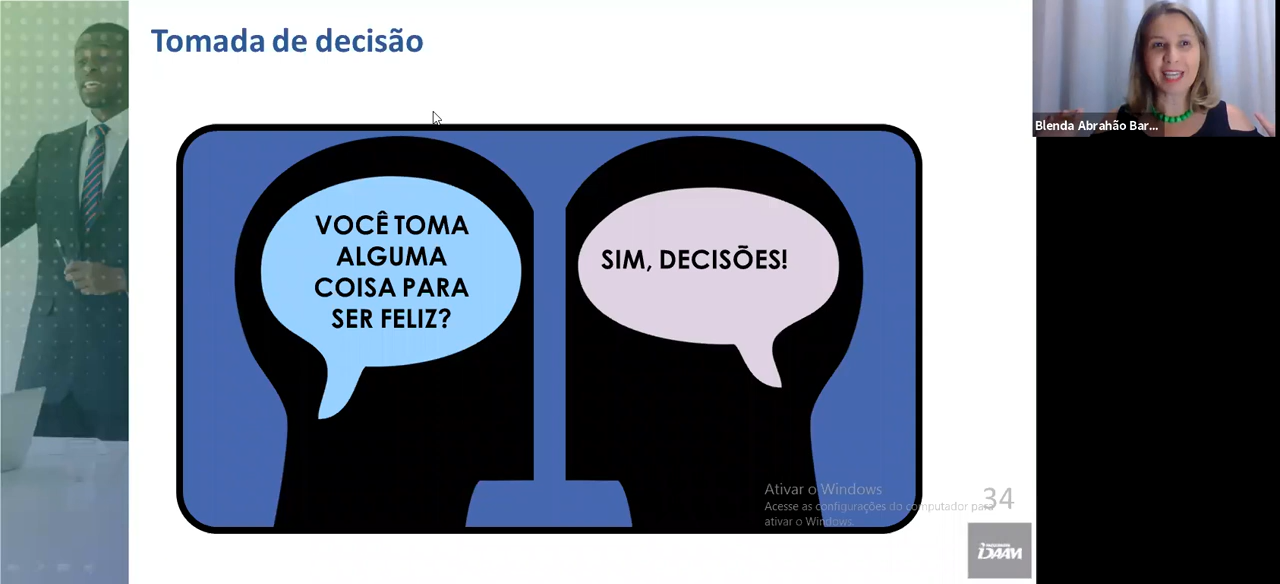 Tomada de decisão
Blenda Abrahão Bar...
VOCÊ TOMA
ALGUMA
COISA PARA
SER FELIZ?
SIM, DECISÕES!
Ativar o Windows
Acesse as configurações do computador para
ativar o Windows.
34